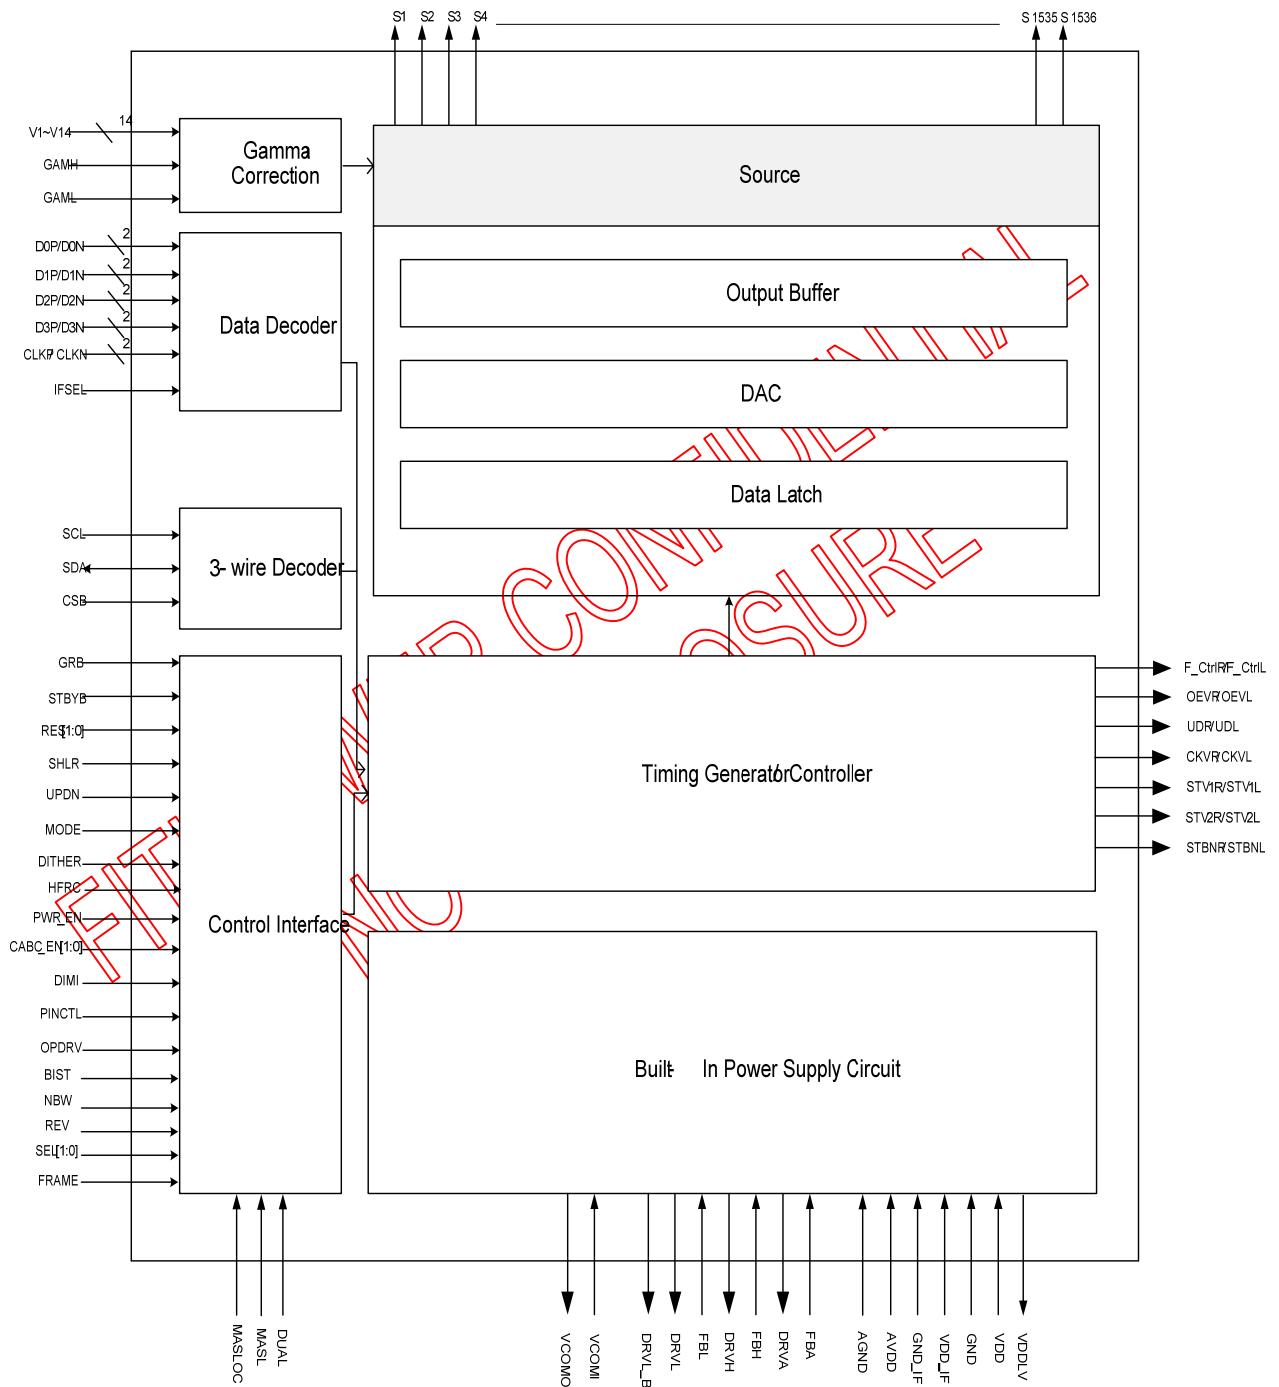 S1 S2 S3 S4 S 1535 S 1536
V1~V14 14
GAMH
GAML
Gamma
Correction
Source
D0P/D0N 2
D1P/D1N 2
D2P/D2N 2
D3P/D3N 2
CLKP/ CLKN 2
IFSEL
Data Decoder
Output Buffer
DAC
Data Latch
SCL
SDA
CSB
3- wire Decoder
GRB
STBYB
RES[1:0]
SHLR
UPDN
MODE
DITHER
HFRC
PWR_EN
CABC_EN[1:0]
DIMI
PINCTL
OPDRV
BIST
NBW
REV
SEL[1:0]
FRAME
Control Interface
Timing Generator/Controller
F_CtrlR/F_CtrlL
OEVR/OEVL
UDR/UDL
CKVR/CKVL
STV1R/STV1L
STV2R/STV2L
STBNR/STBNL
Built- In Power Supply Circuit
MASLOC
MASL
DUAL
VCOMO
VCOMI
DRVL_B
DRVL
FBL
DRVH
FBH
DRVA
FBA
AGND
AVDD
GND_IF
VDD_IF
GND
VDD
VDDLV